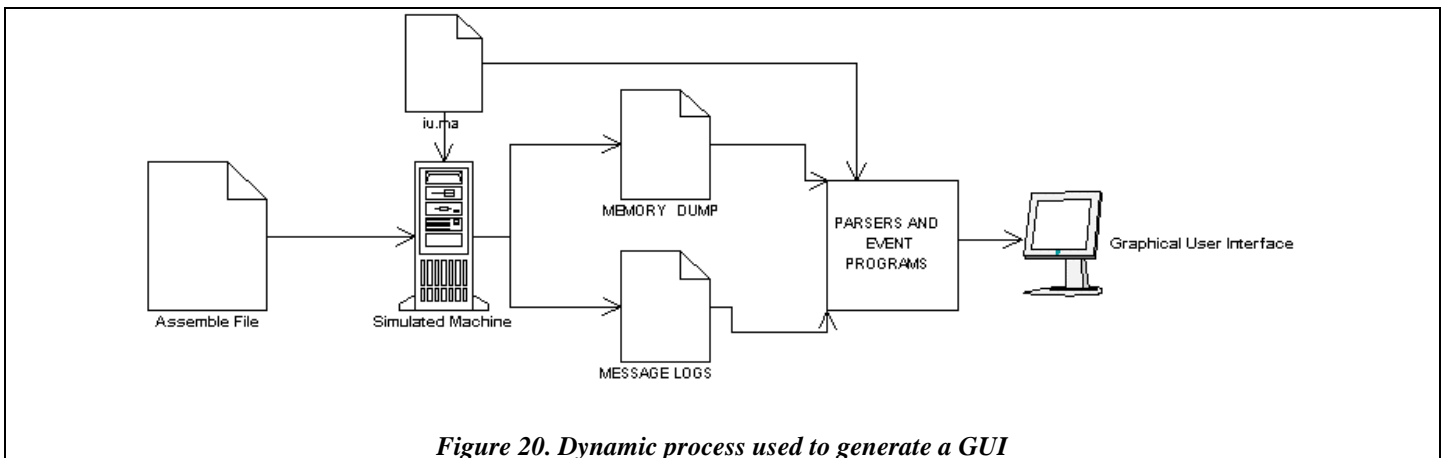 iu.ma
MEMORY DUMP
PARSERS AND
EVENT
PROGRAMS
Graphical User Interface
Assemble File
Simulated Machine
MESSAGE LOGS
Figure 20. Dynamic process used to generate a GUI